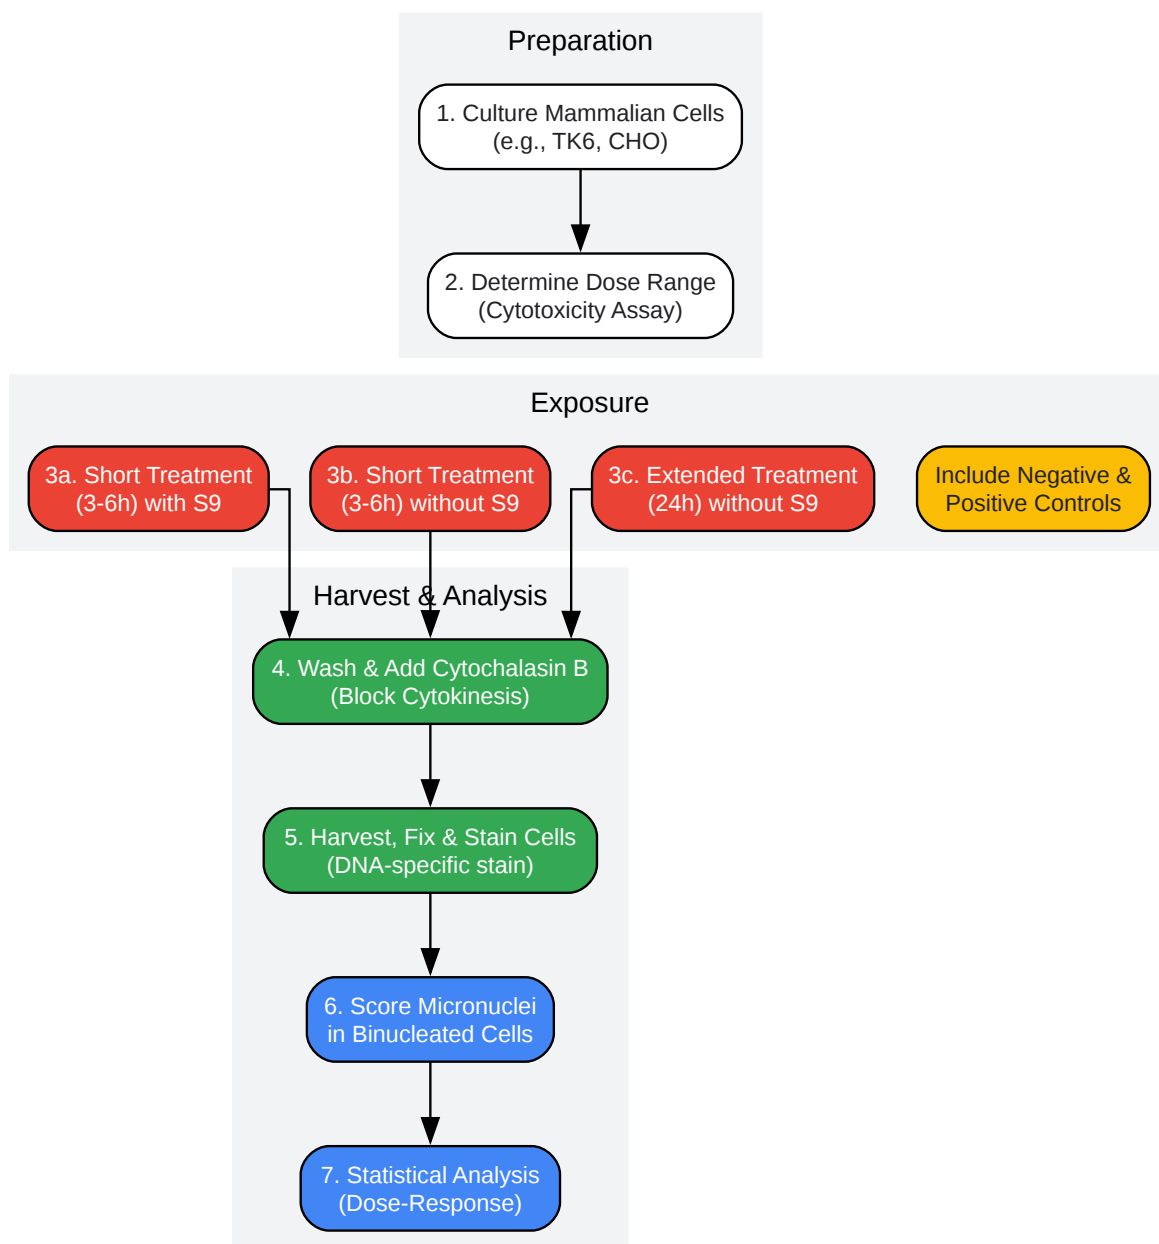 Preparation
1. Culture Mammalian Cells
(e.g., TK6, CHO)
2. Determine Dose Range
(Cytotoxicity Assay)
Exposure
3a. Short Treatment
(3-6h) with S9
3b. Short Treatment
(3-6h) without S9
3c. Extended Treatment
(24h) without S9
Include Negative &
Positive Controls
Harvest & Analysis
4. Wash & Add Cytochalasin B
(Block Cytokinesis)
5. Harvest, Fix & Stain Cells
(DNA-specific stain)
6. Score Micronuclei
in Binucleated Cells
7. Statistical Analysis
(Dose-Response)